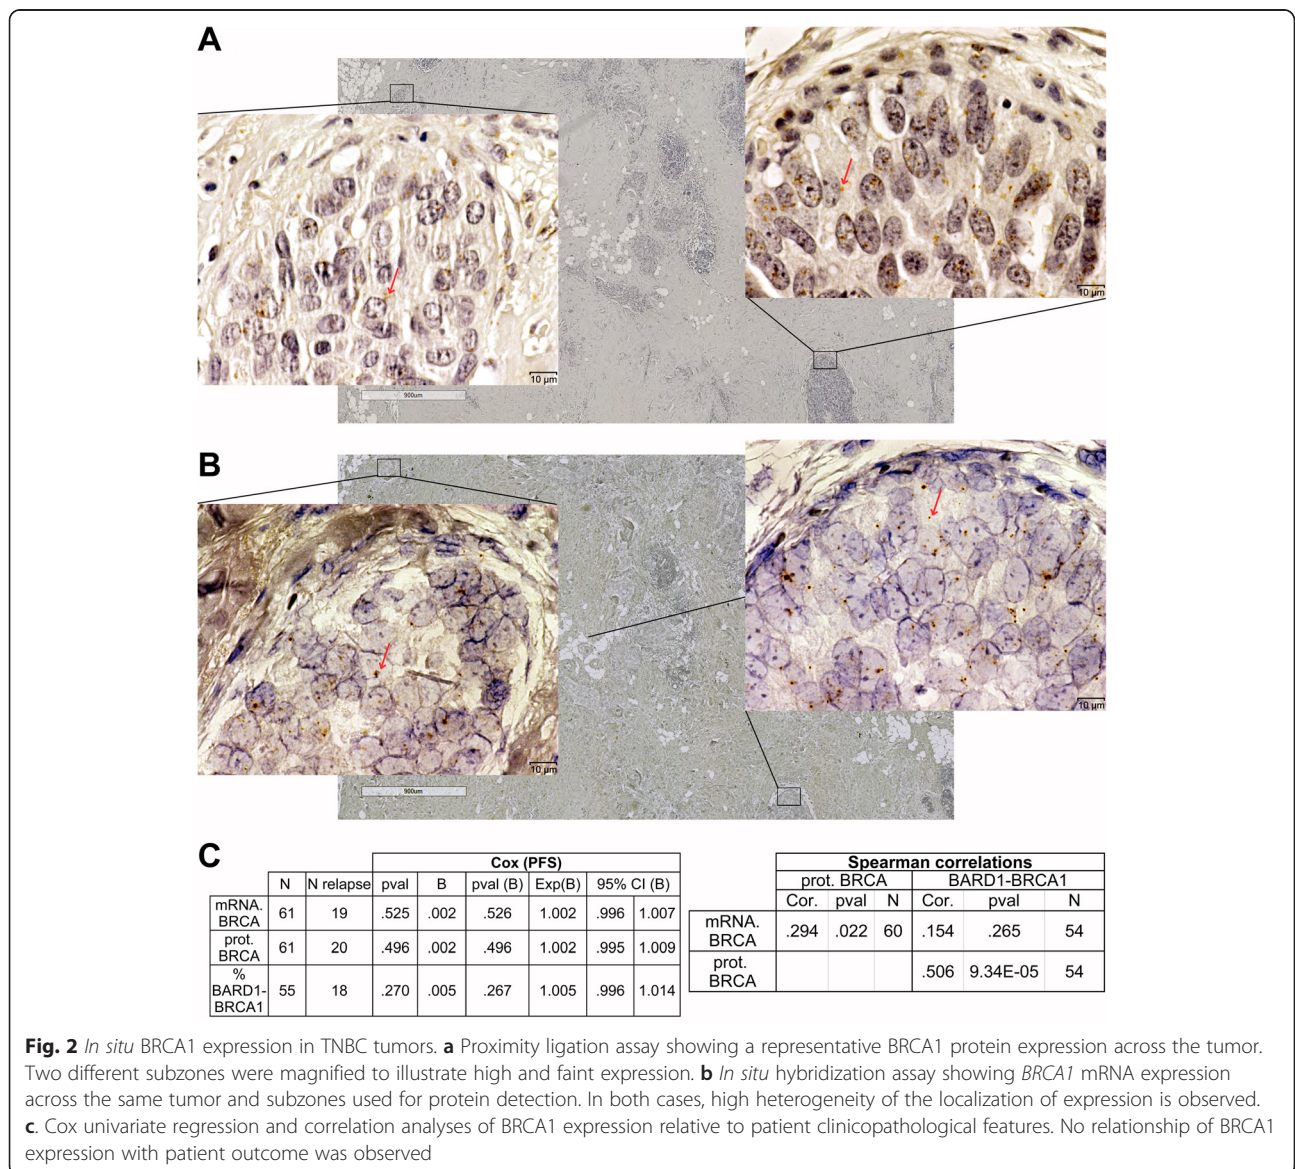 A
10 µm
10 µm
900um
B
10 µm
10 µm
900um
C
Cox (PFS)
N N relapse pval B pval (B) Exp(B) 95% CI (B)
mRNA. BRCA 61 19 .525 .002 .526 1.002 .996 1.007
prot. BRCA 61 20 .496 .002 .496 1.002 .995 1.009
% BARD1-BRCA1 55 18 .270 .005 .267 1.005 .996 1.014
Spearman correlations
prot. BRCA BARD1-BRCA1
Cor. pval N Cor. pval N
mRNA. BRCA .294 .022 60 .154 .265 54
prot. BRCA .506 9.34E-05 54
Fig. 2 In situ BRCA1 expression in TNBC tumors. a Proximity ligation assay showing a representative BRCA1 protein expression across the tumor.
Two different subzones were magnified to illustrate high and faint expression. b In situ hybridization assay showing BRCA1 mRNA expression
across the same tumor and subzones used for protein detection. In both cases, high heterogeneity of the localization of expression is observed.
c. Cox univariate regression and correlation analyses of BRCA1 expression relative to patient clinicopathological features. No relationship of BRCA1
expression with patient outcome was observed